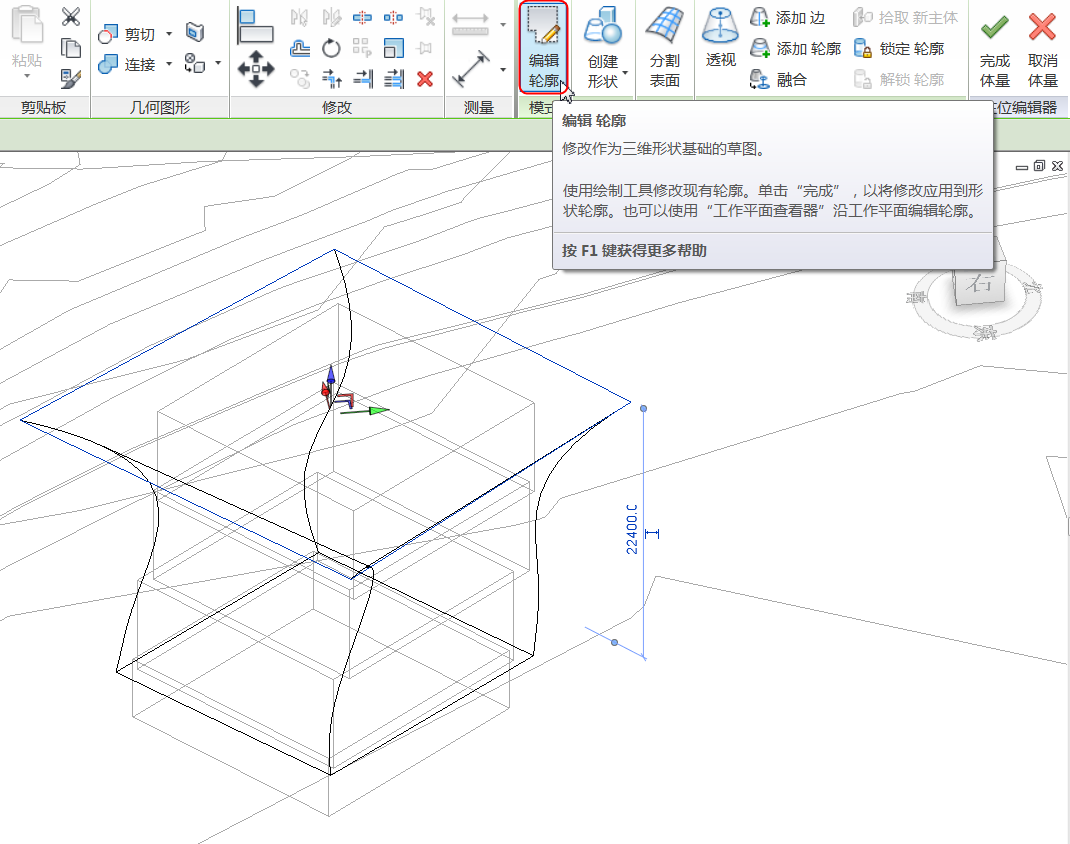 粘贴
剪切
连接
编辑
轮廓
创建
形状
分割
表面
透视
添加 边
添加 轮廓
融合
拾取 新主体
锁定 轮廓
解锁 轮廓
完成
体量
取消
体量
剪贴板
几何图形
修改
测量
模式
位编辑器
编辑 轮廓
修改作为三维形状基础的草图。
使用绘制工具修改现有轮廓。单击“完成”，以将修改应用到形
状轮廓。也可以使用“工作平面查看器”沿工作平面编辑轮廓。
按 F1 键获得更多帮助
右
22400.0